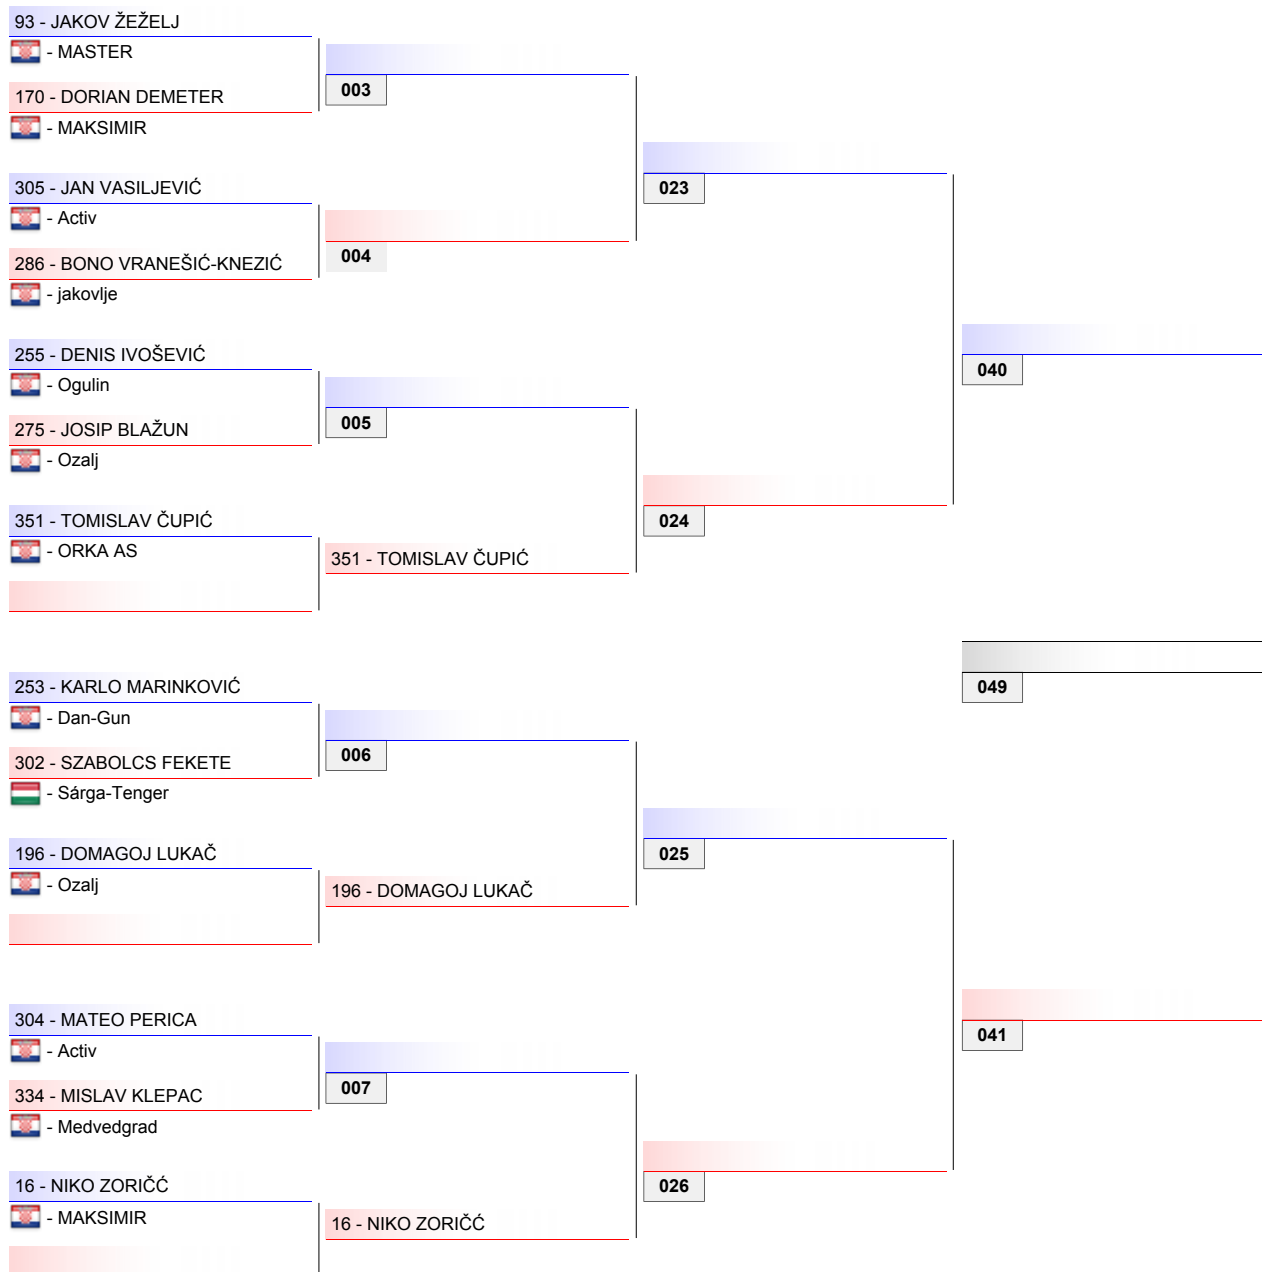 93 - JAKOV ŽEŽELJ
- MASTER
003
170 - DORIAN DEMETER
- MAKSIMIR
305 - JAN VASILJEVIĆ
023
- Activ
286 - BONO VRANEŠIĆ-KNEZIĆ
004
- jakovlje
255 - DENIS IVOŠEVIĆ
040
- Ogulin
275 - JOSIP BLAŽUN
005
- Ozalj
351 - TOMISLAV ČUPIĆ
024
- ORKA AS
351 - TOMISLAV ČUPIĆ
253 - KARLO MARINKOVIĆ
049
- Dan-Gun
302 - SZABOLCS FEKETE
006
- Sárga-Tenger
196 - DOMAGOJ LUKAČ
025
- Ozalj
196 - DOMAGOJ LUKAČ
304 - MATEO PERICA
041
- Activ
334 - MISLAV KLEPAC
007
- Medvedgrad
16 - NIKO ZORIČĆ
026
- MAKSIMIR
16 - NIKO ZORIČĆ